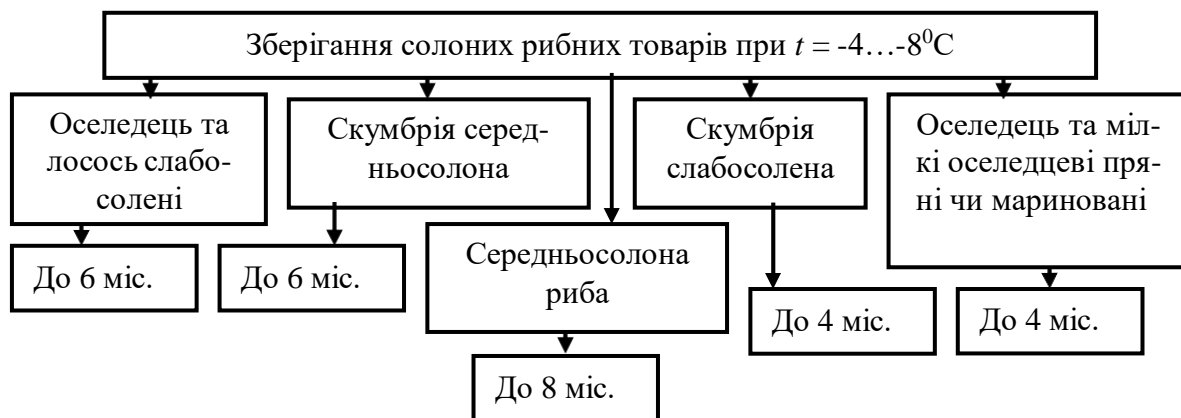 Зберігання солоних рибних товарів при t = -4…-8⁰С
Оселедець та
лосось слабо-
солені
Скумбрія серед-
ньосолона
Скумбрія
слабосолена
Оселедець та міл-
кі оселедцеві пря-
ні чи мариновані
До 6 міс.
До 6 міс.
Середньосолона
риба
До 4 міс.
До 4 міс.
До 8 міс.